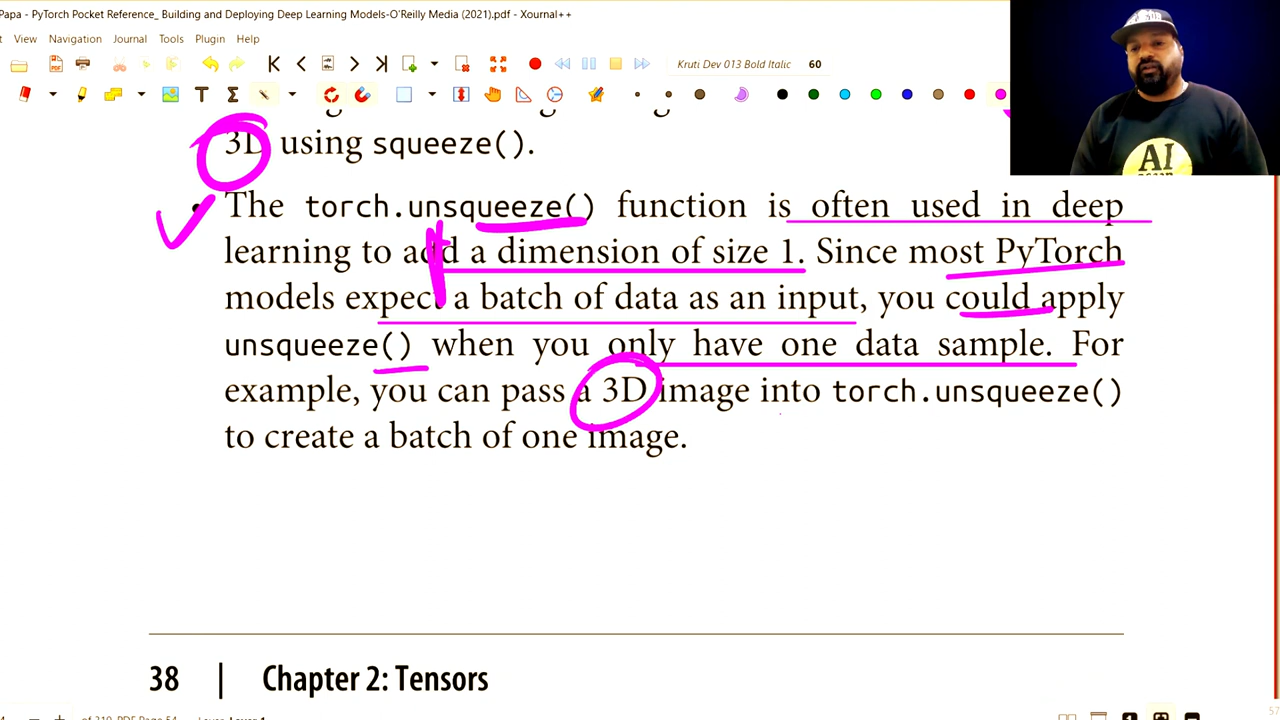 Papa - PyTorch Pocket Reference_ Building and Deploying Deep Learning Models-O'Reilly Media (2021).pdf - Xournal++
View Navigation Journal Tools Plugin Help
Kruti Dev 013 Bold Italic 60
3D using squeeze().
• The torch.unsqueeze() function is often used in deep
learning to add a dimension of size 1. Since most PyTorch
models expect a batch of data as an input, you could apply
unsqueeze() when you only have one data sample. For
example, you can pass a 3D image into torch.unsqueeze()
to create a batch of one image.
38 | Chapter 2: Tensors
AI